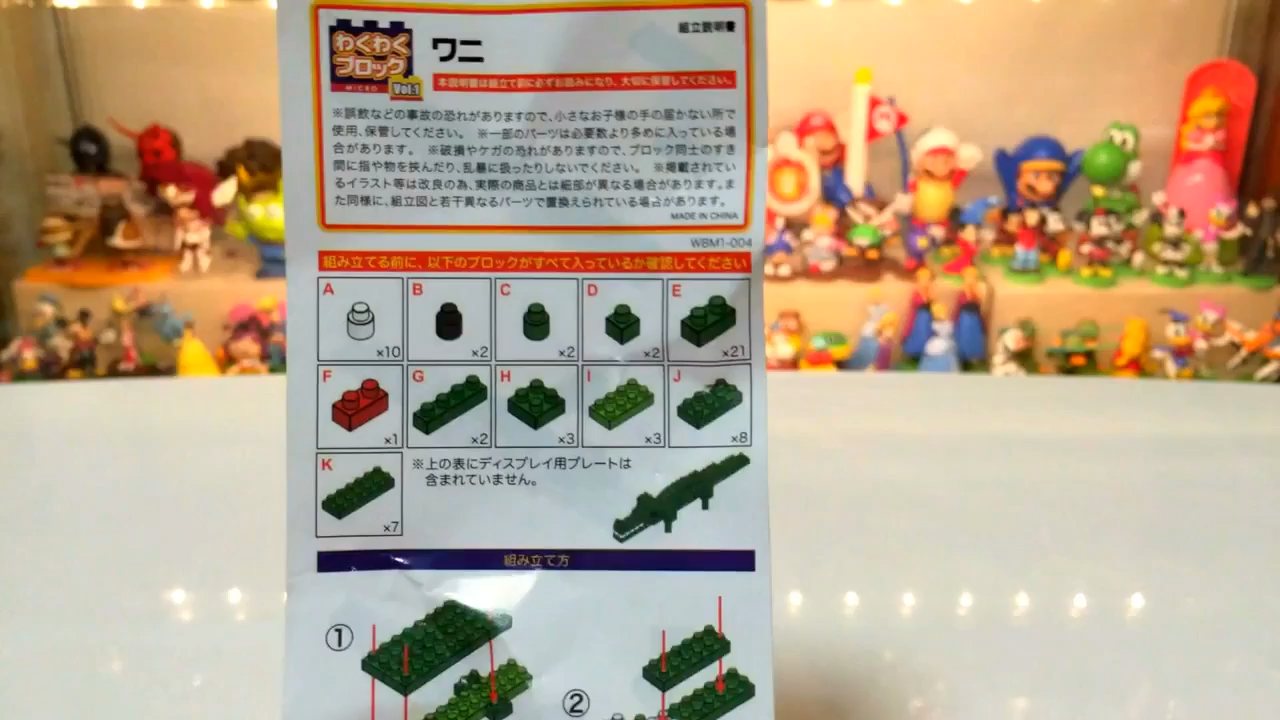 組立説明書
わくわく
ブロック
MICRO
Vol.1
ワニ
本説明書は組立て前に必ずお読みになり、大切に保管してください。
※誤飲などの事故の恐れがありますので、小さなお子様の手の届かない所で
使用、保管してください。 ※一部のパーツは必要数より多めに入っている場
合があります。 ※破損やケガの恐れがありますので、ブロック同士のすき
間に指や物を挟んだり、乱暴に扱ったりしないでください。 ※掲載されてい
るイラスト等は改良の為、実際の商品とは細部が異なる場合があります。ま
た同様に、組立図と若干異なるパーツで置換えられている場合があります。
MADE IN CHINA
WBM1-004
組み立てる前に、以下のブロックがすべて入っているか確認してください
A ×10
B ×2
C ×2
D ×2
E ×21
F ×1
G ×2
H ×3
I ×3
J ×8
K ×7
※上の表にディスプレイ用プレートは
含まれていません。
組み立て方
①
②
M